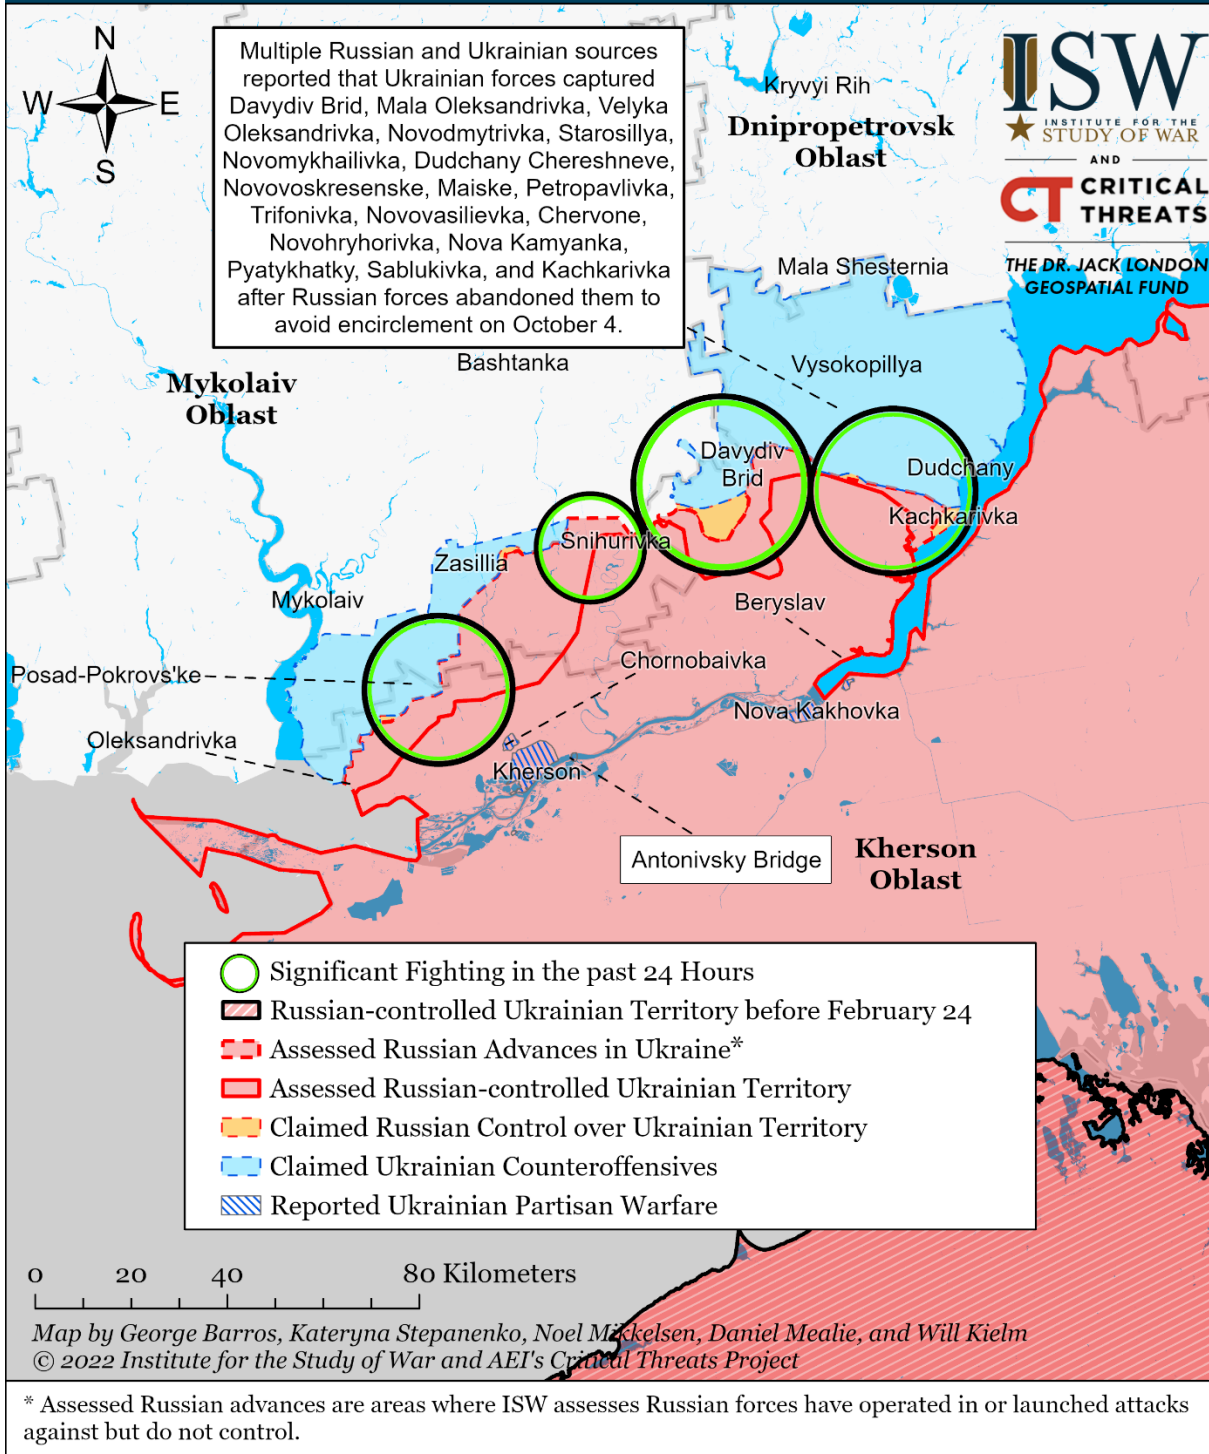 N
W
E
S
Multiple Russian and Ukrainian sources
reported that Ukrainian forces captured
Davydiv Brid, Mala Oleksandrivka, Velyka
Oleksandrivka, Novodmytrivka, Starosillya,
Novomykhailivka, Dudchany Chereshneve,
Novovoskresenske, Maiske, Petropavlivka,
Trifonivka, Novovasilievka, Chervone,
Novohryhorivka, Nova Kamyanka,
Pyatykhatky, Sablukivka, and Kachkarivka
after Russian forces abandoned them to
avoid encirclement on October 4.
ISW
INSTITUTE FOR THE
STUDY OF WAR
AND
CT CRITICAL
THREATS
THE DR. JACK LONDON
GEOSPATIAL FUND
Kryvyi Rih
Dnipropetrovsk
Oblast
Mala Shesternia
Bashtanka
Vysokopillya
Mykolaiv
Oblast
Davydiv
Brid
Dudchany
Kachkarivka
Snihurivka
Zasillia
Mykolaiv
Beryslav
Chornobaivka
Posad-Pokrovs'ke
Nova Kakhovka
Oleksandrivka
Kherson
Antonivsky Bridge
Kherson
Oblast
Significant Fighting in the past 24 Hours
Russian-controlled Ukrainian Territory before February 24
Assessed Russian Advances in Ukraine*
Assessed Russian-controlled Ukrainian Territory
Claimed Russian Control over Ukrainian Territory
Claimed Ukrainian Counteroffensives
Reported Ukrainian Partisan Warfare
0 20 40 80 Kilometers
Map by George Barros, Kateryna Stepanenko, Noel Mikkelsen, Daniel Mealie, and Will Kielm
© 2022 Institute for the Study of War and AEI's Critical Threats Project
* Assessed Russian advances are areas where ISW assesses Russian forces have operated in or launched attacks
against but do not control.